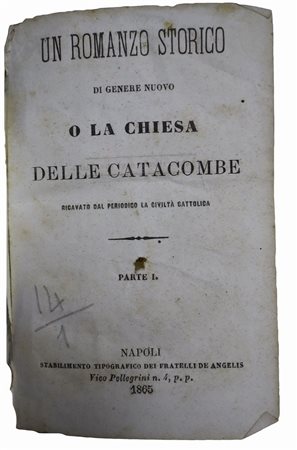 UN ROMANZO STORICO
DI GENERE NUOVO
O LA CHIESA
DELLE CATACOMBE
RICAVATO DAL PERIODICO LA CIVILTÀ CATTOLICA
PARTE I.
14
1
NAPOLI
STABILIMENTO TIPOGRAFICO DEI FRATELLI DE ANGELIS
Vico Pellegrini n. 4, p. p.
1865